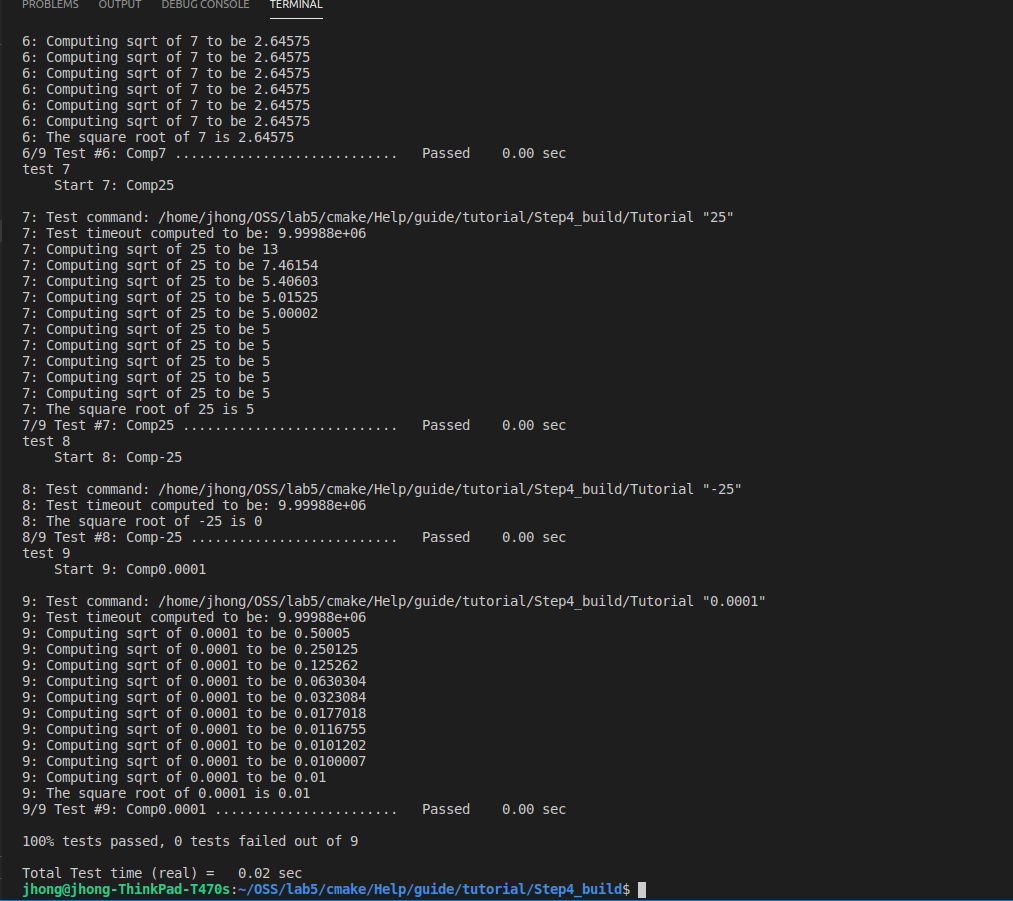 PROBLEMS OUTPUT DEBUG CONSOLE TERMINAL
6: Computing sqrt of 7 to be 2.64575
6: Computing sqrt of 7 to be 2.64575
6: Computing sqrt of 7 to be 2.64575
6: Computing sqrt of 7 to be 2.64575
6: Computing sqrt of 7 to be 2.64575
6: Computing sqrt of 7 to be 2.64575
6: The square root of 7 is 2.64575
6/9 Test #6: Comp7 ............................   Passed    0.00 sec
test 7
    Start 7: Comp25
7: Test command: /home/jhong/OSS/lab5/cmake/Help/guide/tutorial/Step4_build/Tutorial "25"
7: Test timeout computed to be: 9.99988e+06
7: Computing sqrt of 25 to be 13
7: Computing sqrt of 25 to be 7.46154
7: Computing sqrt of 25 to be 5.40603
7: Computing sqrt of 25 to be 5.01525
7: Computing sqrt of 25 to be 5.00002
7: Computing sqrt of 25 to be 5
7: Computing sqrt of 25 to be 5
7: Computing sqrt of 25 to be 5
7: Computing sqrt of 25 to be 5
7: Computing sqrt of 25 to be 5
7: The square root of 25 is 5
7/9 Test #7: Comp25 ...........................   Passed    0.00 sec
test 8
    Start 8: Comp-25
8: Test command: /home/jhong/OSS/lab5/cmake/Help/guide/tutorial/Step4_build/Tutorial "-25"
8: Test timeout computed to be: 9.99988e+06
8: The square root of -25 is 0
8/9 Test #8: Comp-25 ..........................   Passed    0.00 sec
test 9
    Start 9: Comp0.0001
9: Test command: /home/jhong/OSS/lab5/cmake/Help/guide/tutorial/Step4_build/Tutorial "0.0001"
9: Test timeout computed to be: 9.99988e+06
9: Computing sqrt of 0.0001 to be 0.50005
9: Computing sqrt of 0.0001 to be 0.250125
9: Computing sqrt of 0.0001 to be 0.125262
9: Computing sqrt of 0.0001 to be 0.0630304
9: Computing sqrt of 0.0001 to be 0.0323084
9: Computing sqrt of 0.0001 to be 0.0177018
9: Computing sqrt of 0.0001 to be 0.0116755
9: Computing sqrt of 0.0001 to be 0.0101202
9: Computing sqrt of 0.0001 to be 0.0100007
9: Computing sqrt of 0.0001 to be 0.01
9: The square root of 0.0001 is 0.01
9/9 Test #9: Comp0.0001 .......................   Passed    0.00 sec
100% tests passed, 0 tests failed out of 9
Total Test time (real) =   0.02 sec
jhong@jhong-ThinkPad-T470s:~/OSS/lab5/cmake/Help/guide/tutorial/Step4_build$